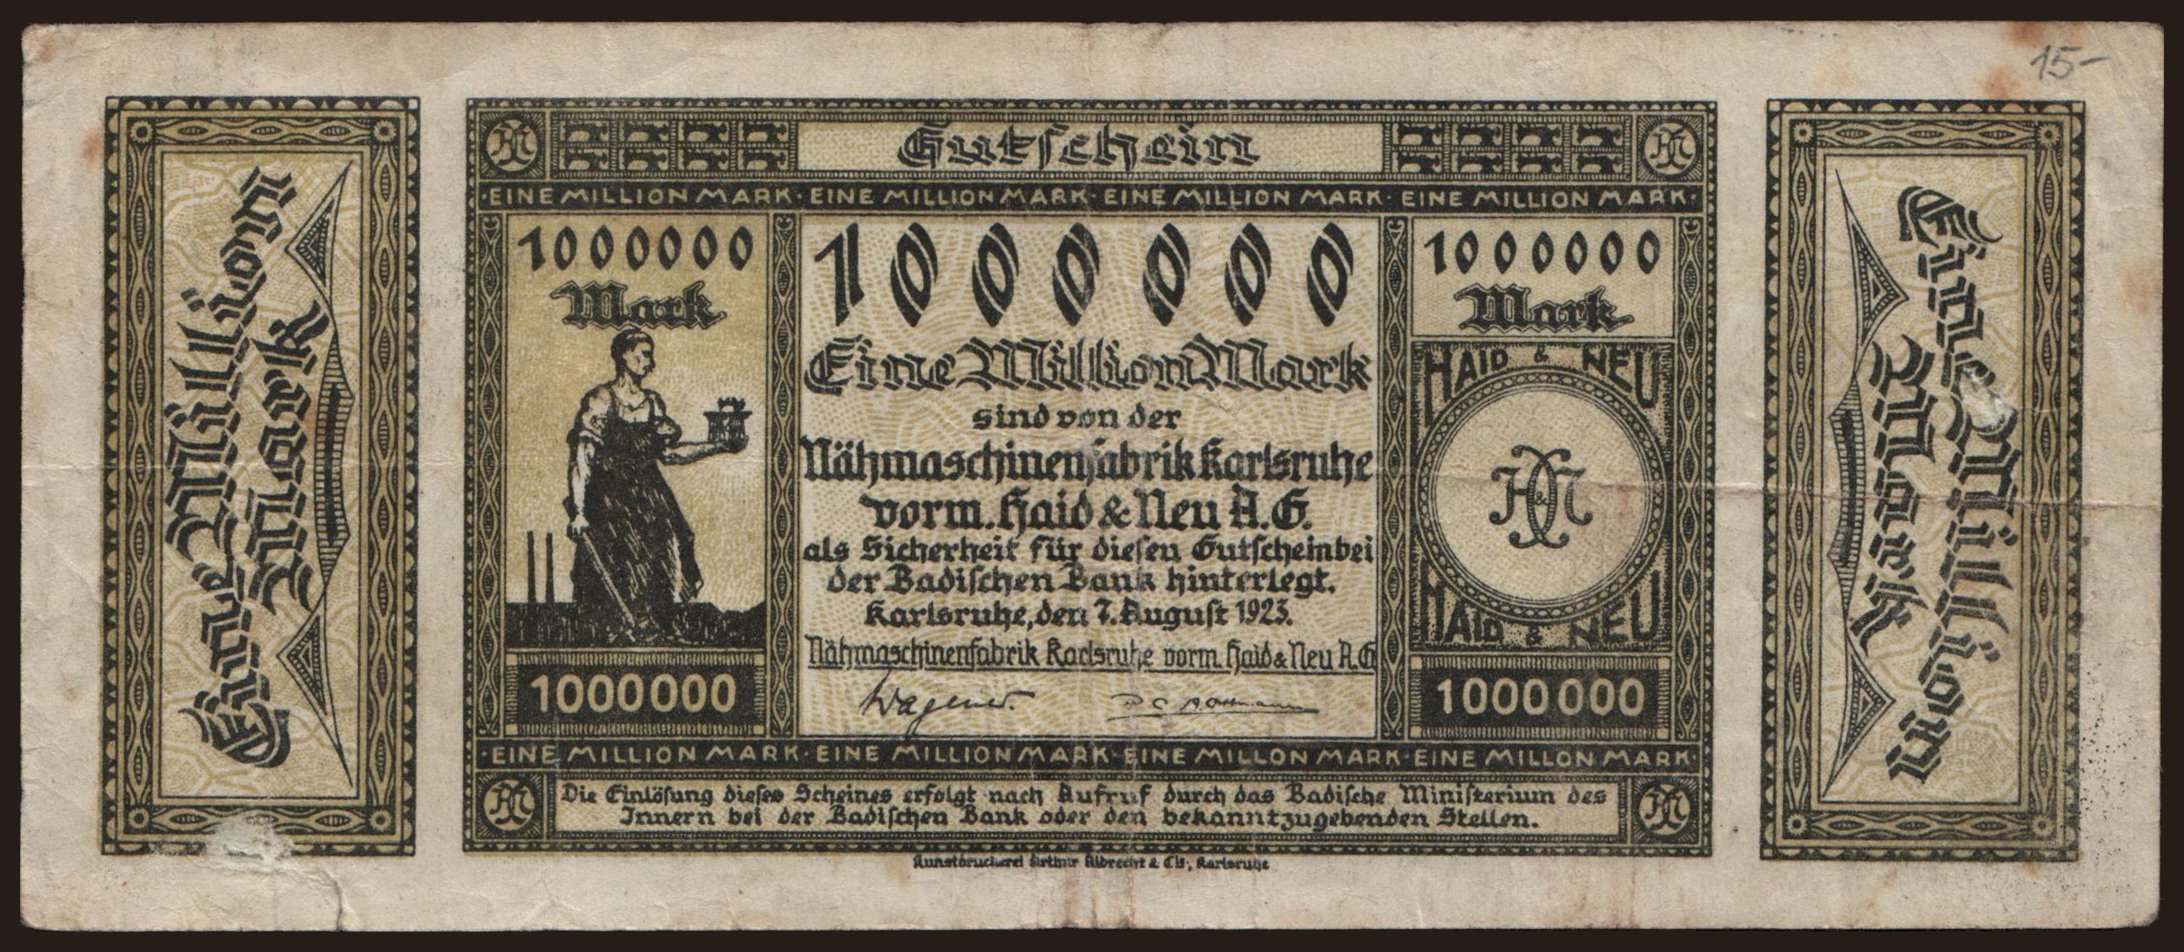 15-
Eine Million
Mark
Gutschein
EINE MILLION MARK · EINE MILLION MARK · EINE MILLION MARK · EINE MILLION MARK ·
1000000
Mark
1000000
1000000
Eine Million Mark
sind von der
Nähmaschinenfabrik Karlsruhe
vorm. Haid & Neu A.G.
als Sicherheit für diesen Gutschein bei
der Badischen Bank hinterlegt.
Karlsruhe, den 7. August 1923.
Nähmaschinenfabrik Karlsruhe vorm. Haid & Neu A.G.
Wagener.
1000000
Mark
HAID & NEU
H & N
HAID & NEU
1000000
EINE MILLION MARK · EINE MILLION MARK · EINE MILLON MARK · EINE MILLON MARK ·
Die Einlösung dieses Scheines erfolgt nach Aufruf durch das Badische Ministerium des
Innern bei der Badischen Bank oder den bekanntzugebenden Stellen.
Kunstdruckerei Arthur Albrecht & Cie., Karlsruhe
Eine Million
Mark